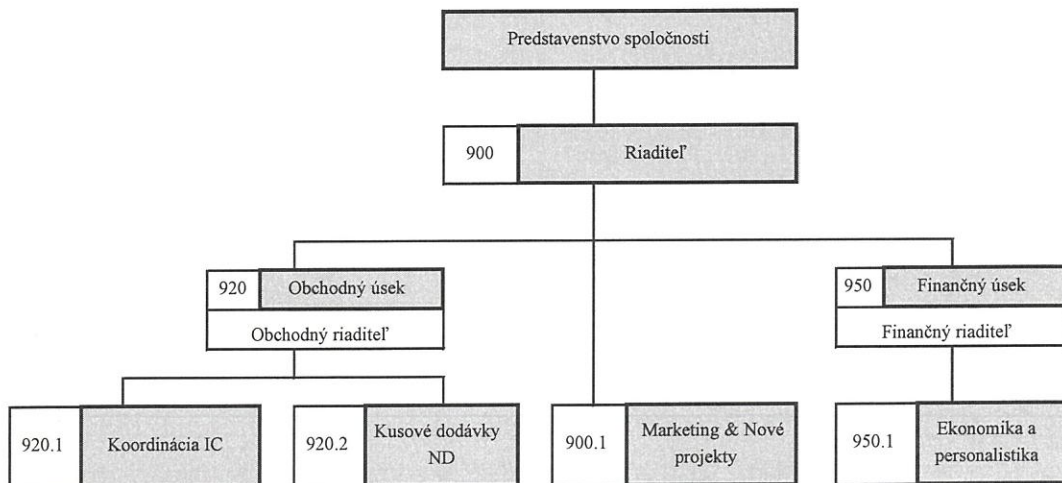 Predstavenstvo spoločnosti
900
Riaditeľ
920
Obchodný úsek
Obchodný riaditeľ
950
Finančný úsek
Finančný riaditeľ
920.1
Koordinácia IC
920.2
Kusové dodávky
ND
900.1
Marketing & Nové
projekty
950.1
Ekonomika a
personalistika